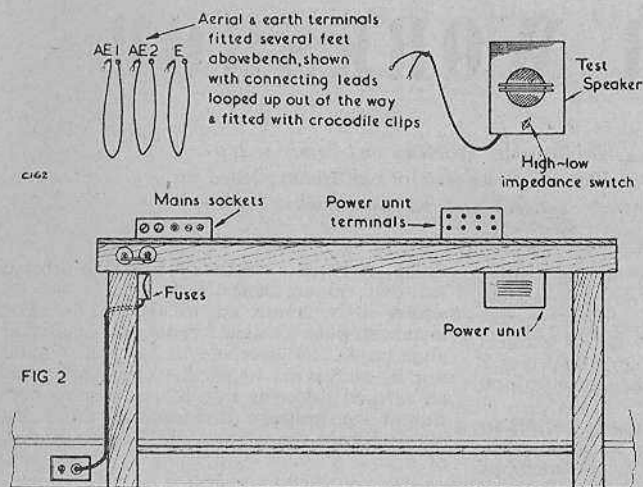 Aerial & earth terminals
AE1 AE2 E
fitted several feet
abovebench, shown
with connecting leads
looped up out of the way
& fitted with crocodile clips
Test
Speaker
High-low
impedance switch
C162
Mains sockets
Power unit
terminals
Fuses
Power unit
FIG 2